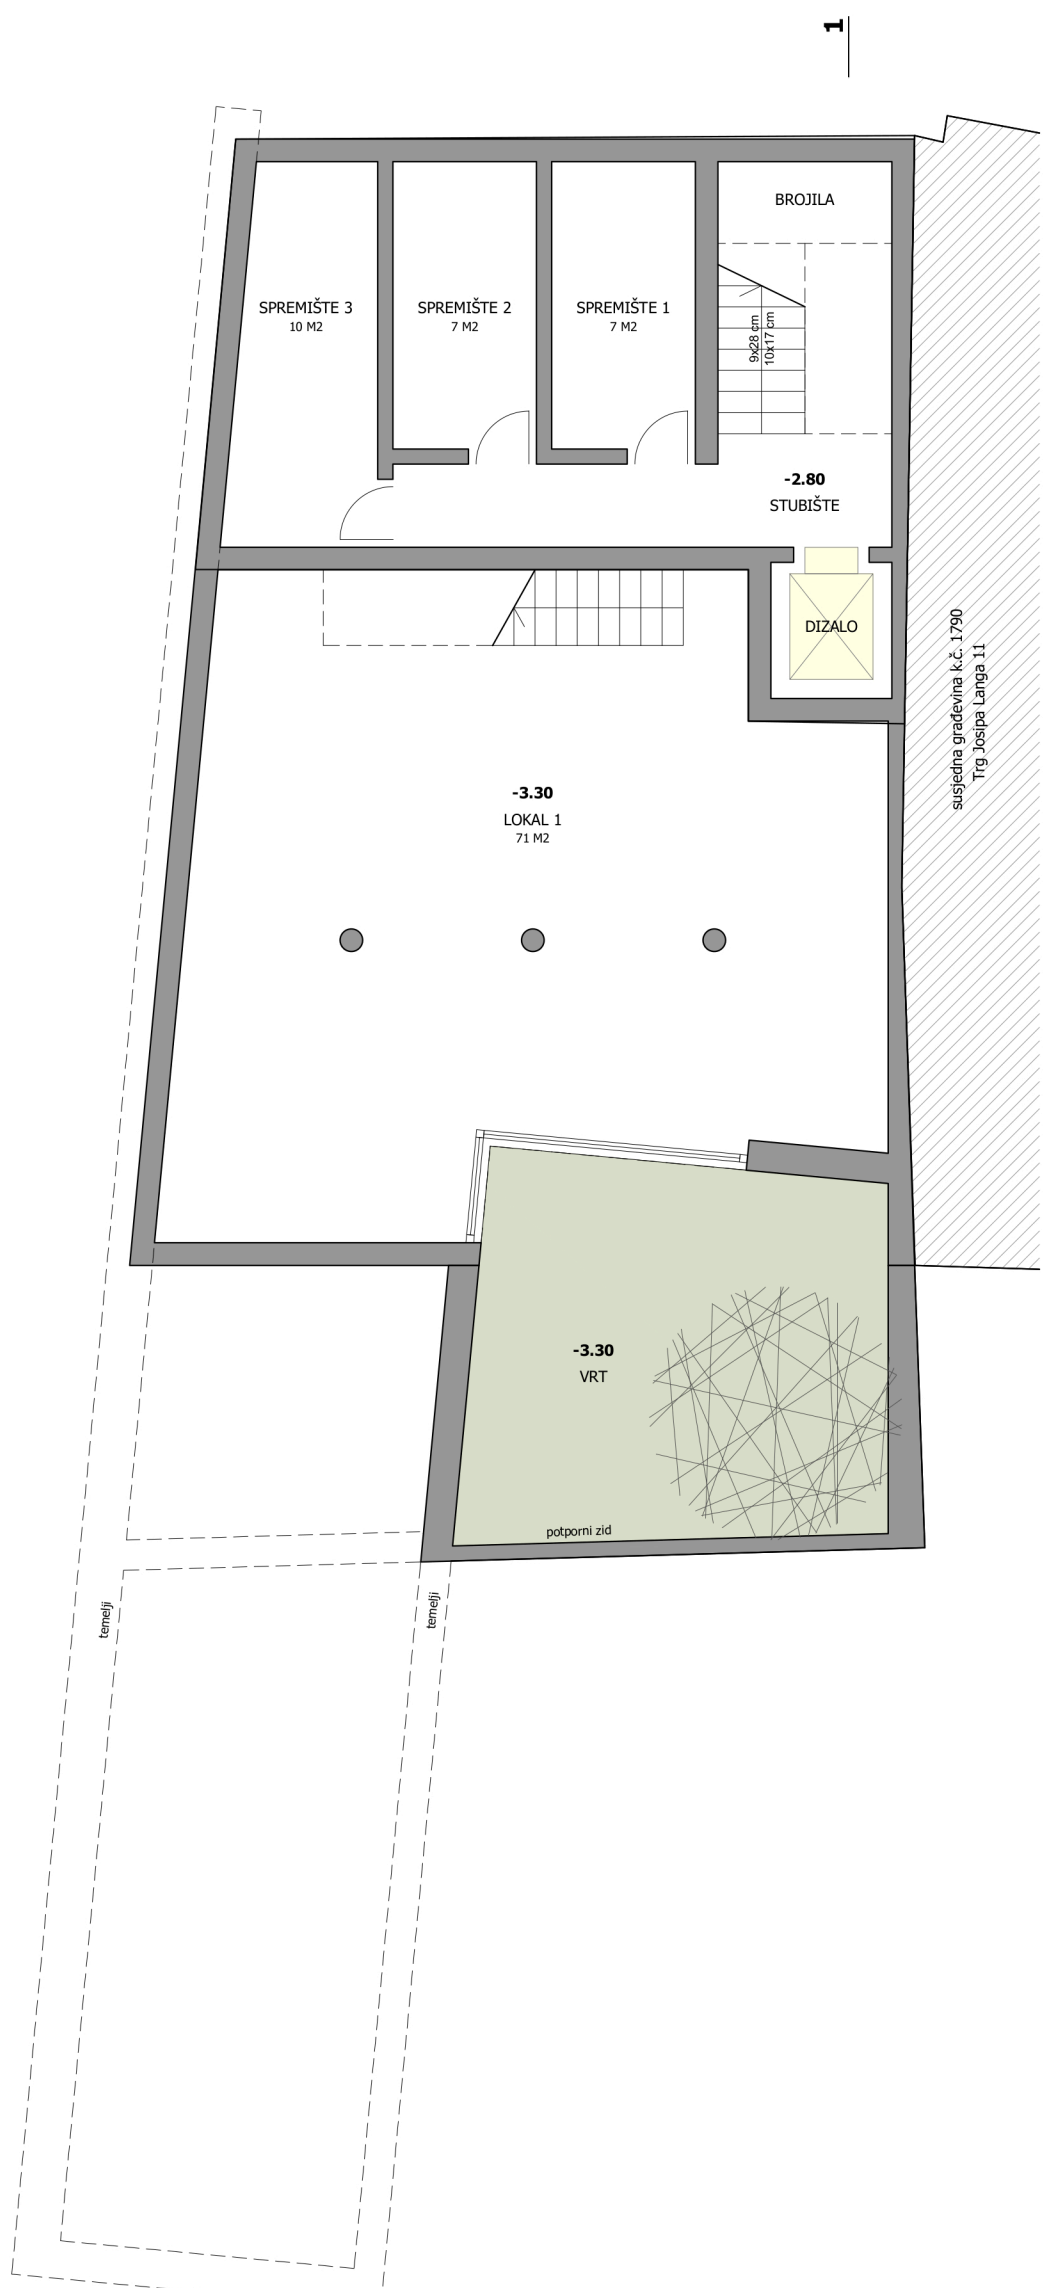 1
BROJILA
SPREMIŠTE 3
10 M2
SPREMIŠTE 2
7 M2
SPREMIŠTE 1
7 M2
9x28 cm
10x17 cm
-2.80
STUBIŠTE
DIZALO
susjedna građevina k.č. 1790
Trg Josipa Langa 11
-3.30
LOKAL 1
71 M2
-3.30
VRT
potporni zid
temelji
temelji